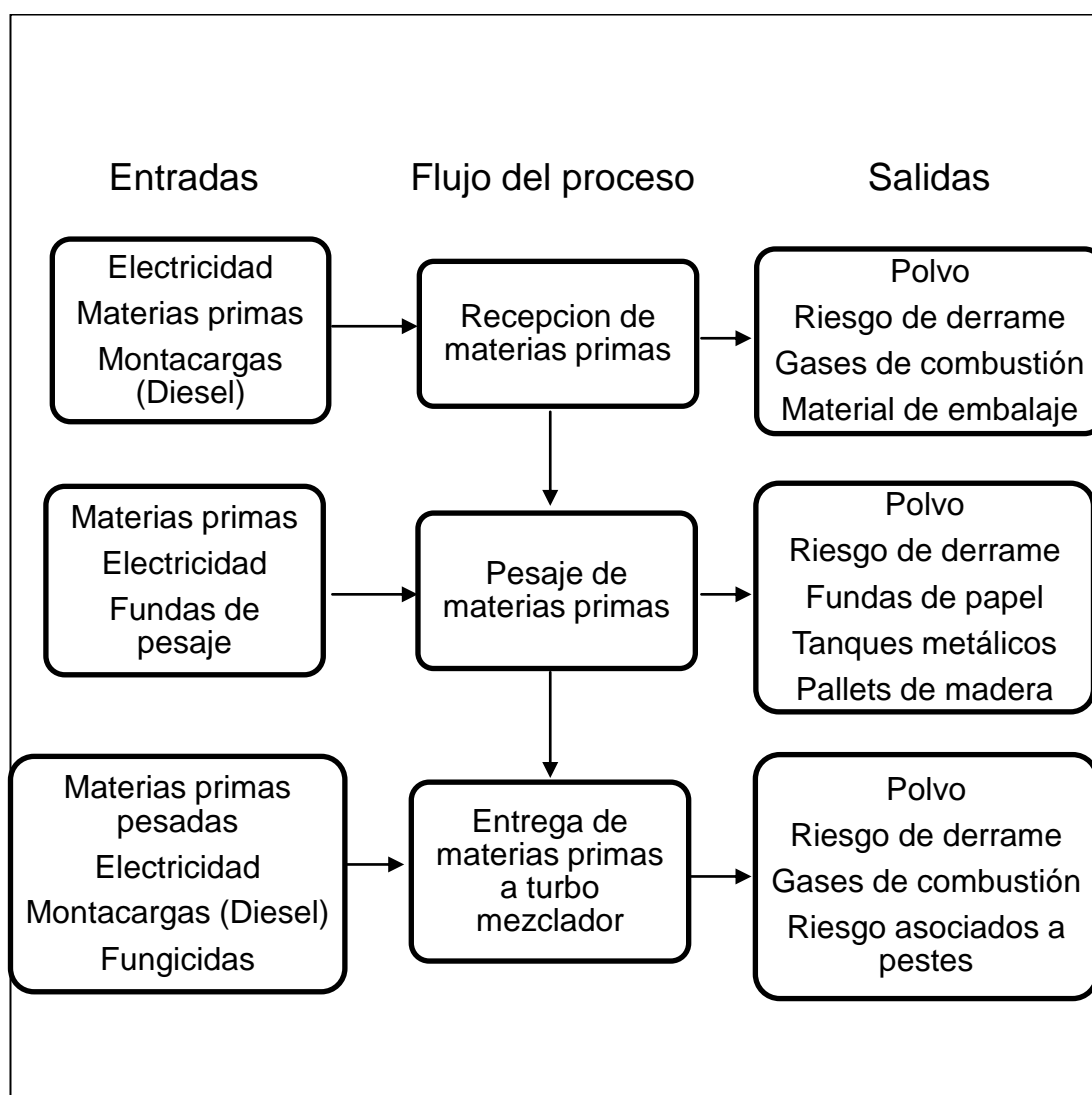 Entradas
Flujo del proceso
Salidas
Electricidad
Materias primas
Montacargas
(Diesel)
Recepcion de
materias primas
Polvo
Riesgo de derrame
Gases de combustión
Material de embalaje
Materias primas
Electricidad
Fundas de
pesaje
Pesaje de
materias primas
Polvo
Riesgo de derrame
Fundas de papel
Tanques metálicos
Pallets de madera
Materias primas
pesadas
Electricidad
Montacargas (Diesel)
Fungicidas
Entrega de
materias primas
a turbo
mezclador
Polvo
Riesgo de derrame
Gases de combustión
Riesgo asociados a
pestes